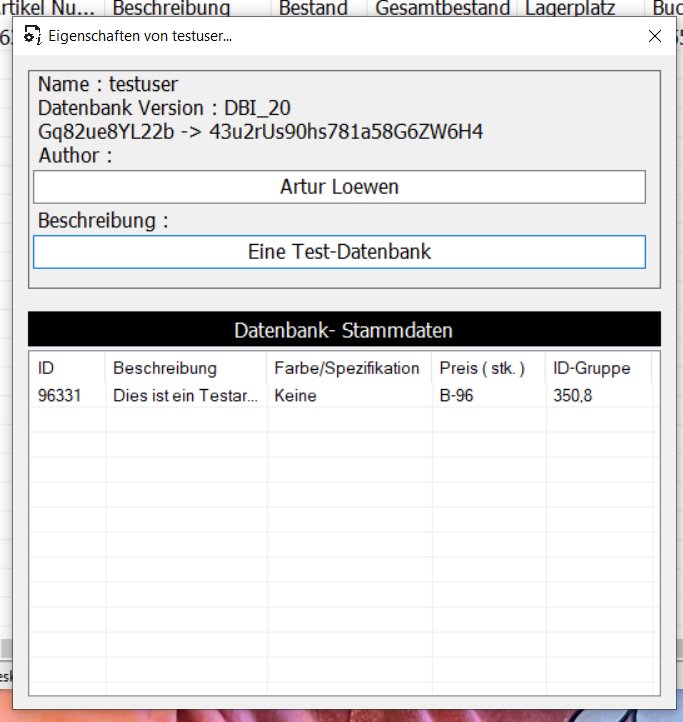 Artikel Nu... Beschreibung Bestand Gesamtbestand Lagerplatz
Eigenschaften von testuser...
Name : testuser
Datenbank Version : DBI_20
Gq82ue8YL22b -> 43u2rUs90hs781a58G6ZW6H4
Author :
Artur Loewen
Beschreibung :
Eine Test-Datenbank
Datenbank- Stammdaten
ID Beschreibung Farbe/Spezifikation Preis ( stk. ) ID-Gruppe
96331 Dies ist ein Testar... Keine B-96 350,8